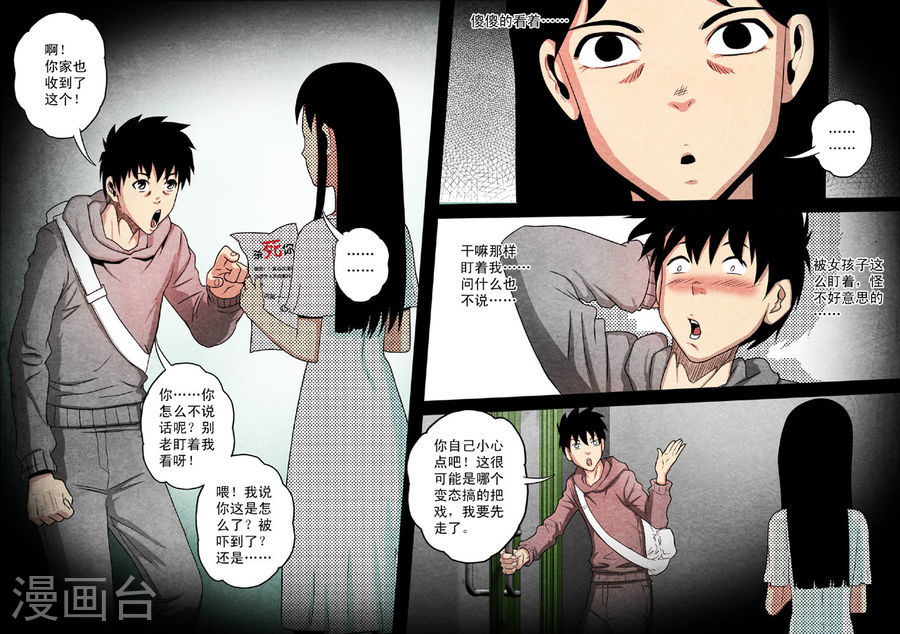 啊！
你家也
收到了
这个！
……
……
死你
你……你
怎么不说
话呢？别
老盯着我
看呀！
喂！我说
你这是怎
么了？被
吓到了？
还是……
傻傻的看着……
……
……
干嘛那样
盯着我……
问什么也
不说……
被女孩子这
么盯着，怪
不好意思的
……
你自己小心
点吧！这很
可能是哪个
变态搞的把
戏，我要先
走了。
漫画台